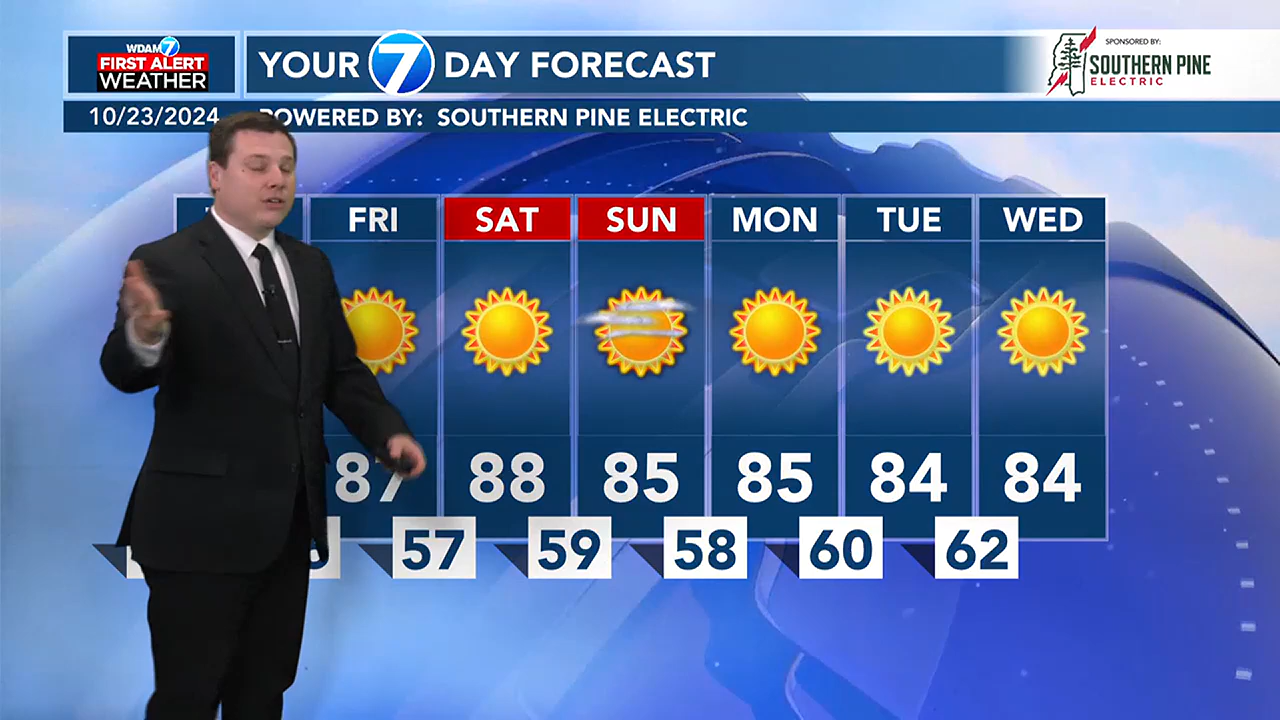 WDAM 7
FIRST ALERT
WEATHER
YOUR 7 DAY FORECAST
SPONSORED BY:
SOUTHERN PINE
ELECTRIC
10/23/2024
POWERED BY: SOUTHERN PINE ELECTRIC
FRI SAT SUN MON TUE WED
87 88 85 85 84 84
57 59 58 60 62